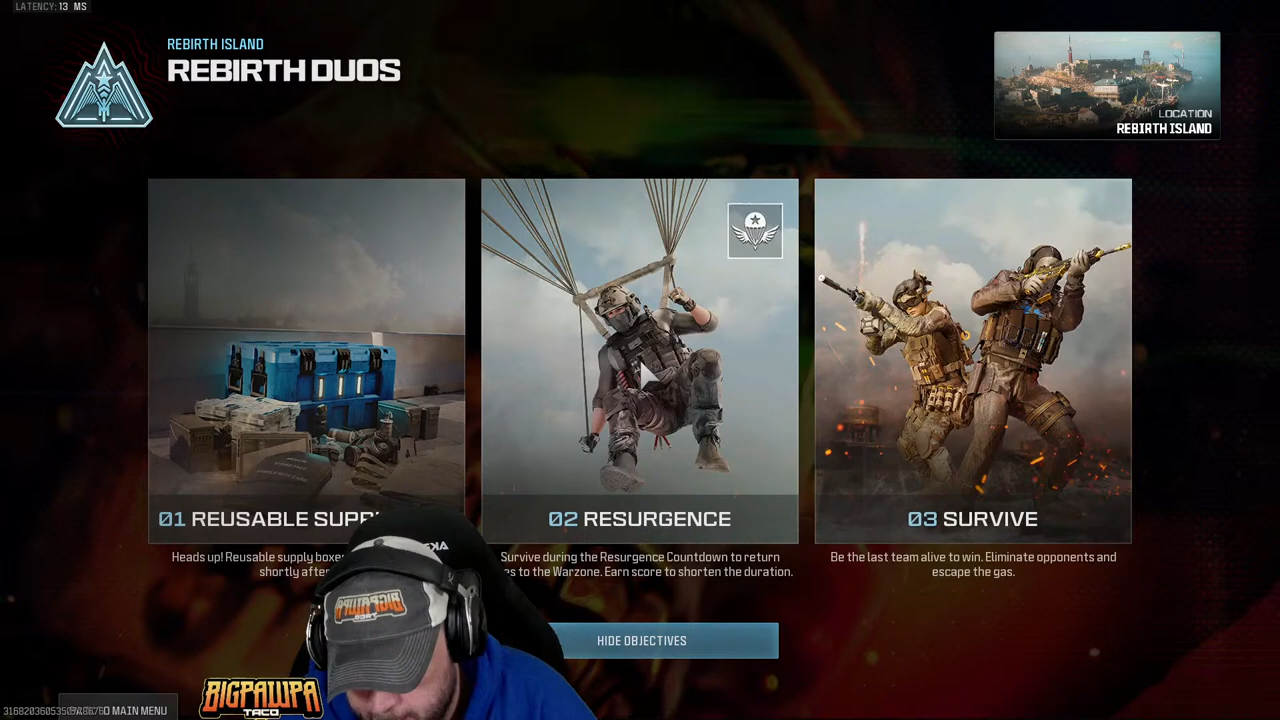 LATENCY: 13 MS
REBIRTH ISLAND
REBIRTH DUOS
LOCATION
REBIRTH ISLAND
01 REUSABLE
02 RESURGENCE
03 SURVIVE
Heads up! Reusable supply
shortly after
Survive during the Resurgence Countdown to return
to the Warzone. Earn score to shorten the duration.
Be the last team alive to win. Eliminate opponents and
escape the gas.
HIDE OBJECTIVES
BIGPAWPA
TACO
BIGPAWPA
TACO
MAIN MENU